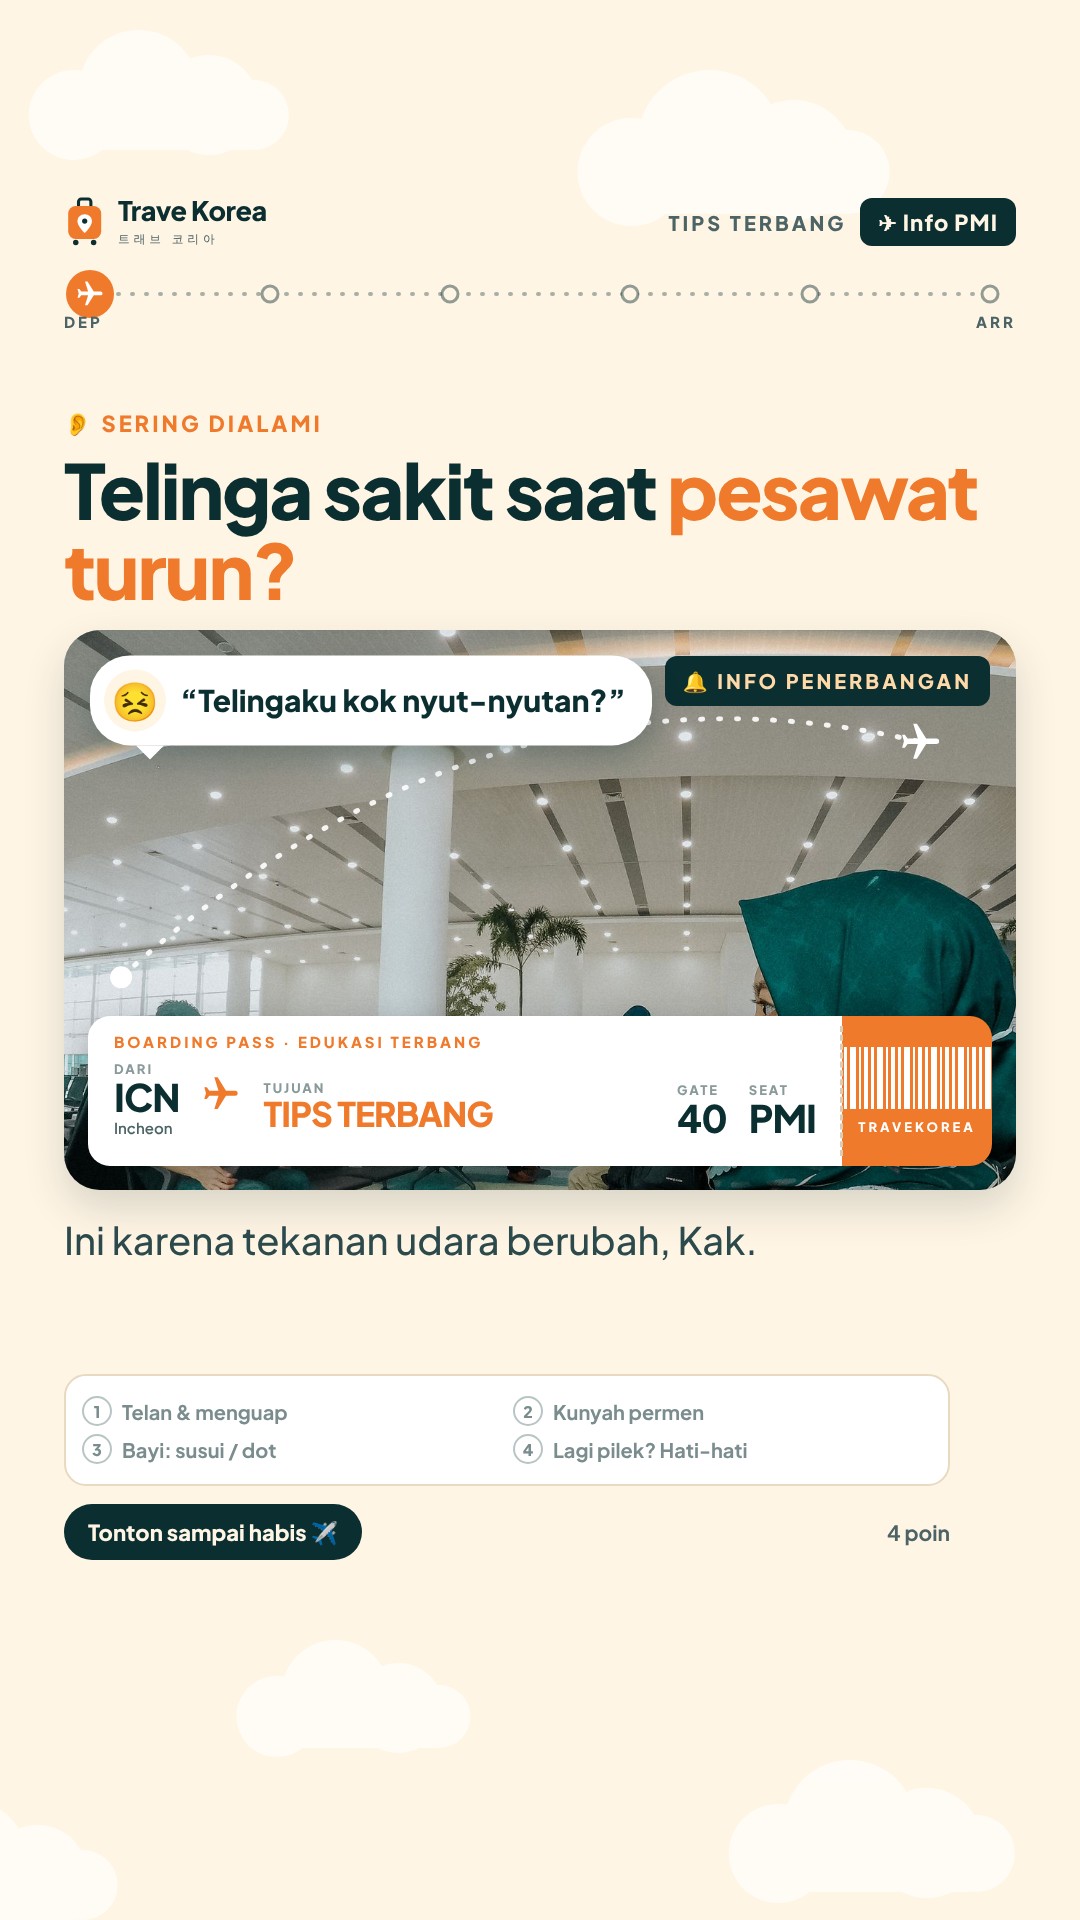 Trave Korea
트래브 코리아
TIPS TERBANG
✈ Info PMI
DEP
ARR
👂 SERING DIALAMI
Telinga sakit saat pesawat
turun?
😣 “Telingaku kok nyut-nyutan?”
🔔 INFO PENERBANGAN
BOARDING PASS · EDUKASI TERBANG
DARI
ICN
Incheon
TUJUAN
TIPS TERBANG
GATE
40
SEAT
PMI
TRAVEKOREA
Ini karena tekanan udara berubah, Kak.
1 Telan & menguap
2 Kunyah permen
3 Bayi: susui / dot
4 Lagi pilek? Hati-hati
Tonton sampai habis ✈️
4 poin